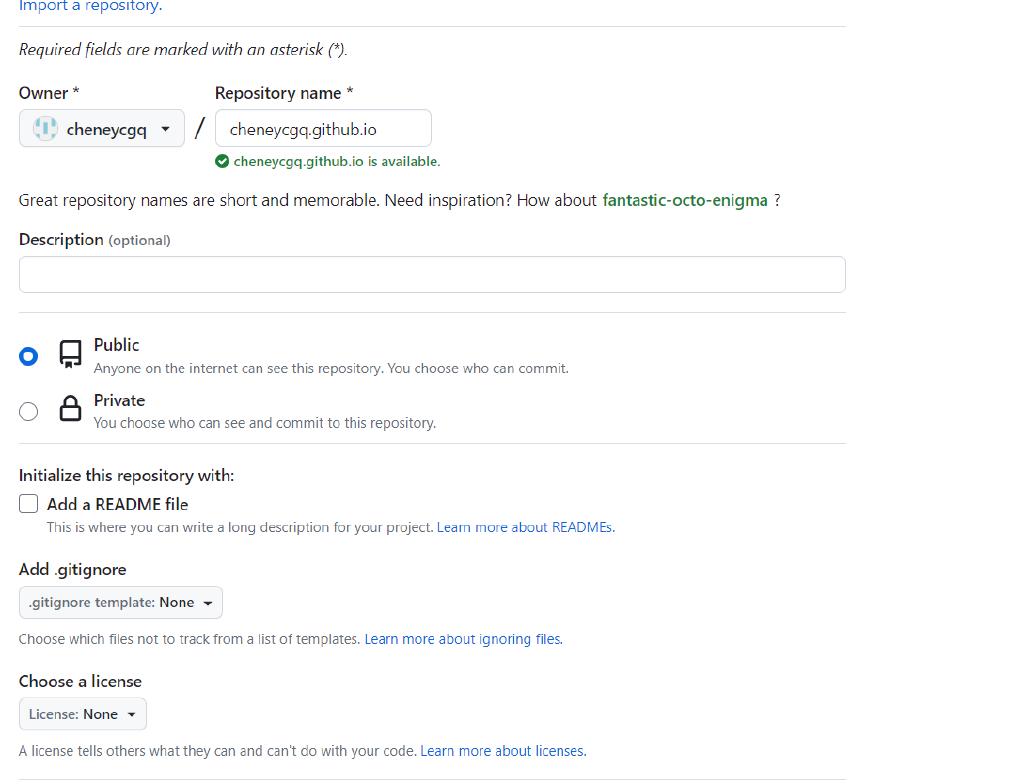 Import a repository.
Required fields are marked with an asterisk (*).
Owner * Repository name *
cheneycgq / cheneycgq.github.io
cheneycgq.github.io is available.
Great repository names are short and memorable. Need inspiration? How about fantastic-octo-enigma ?
Description (optional)
Public
Anyone on the internet can see this repository. You choose who can commit.
Private
You choose who can see and commit to this repository.
Initialize this repository with:
Add a README file
This is where you can write a long description for your project. Learn more about READMEs.
Add .gitignore
.gitignore template: None
Choose which files not to track from a list of templates. Learn more about ignoring files.
Choose a license
License: None
A license tells others what they can and can't do with your code. Learn more about licenses.